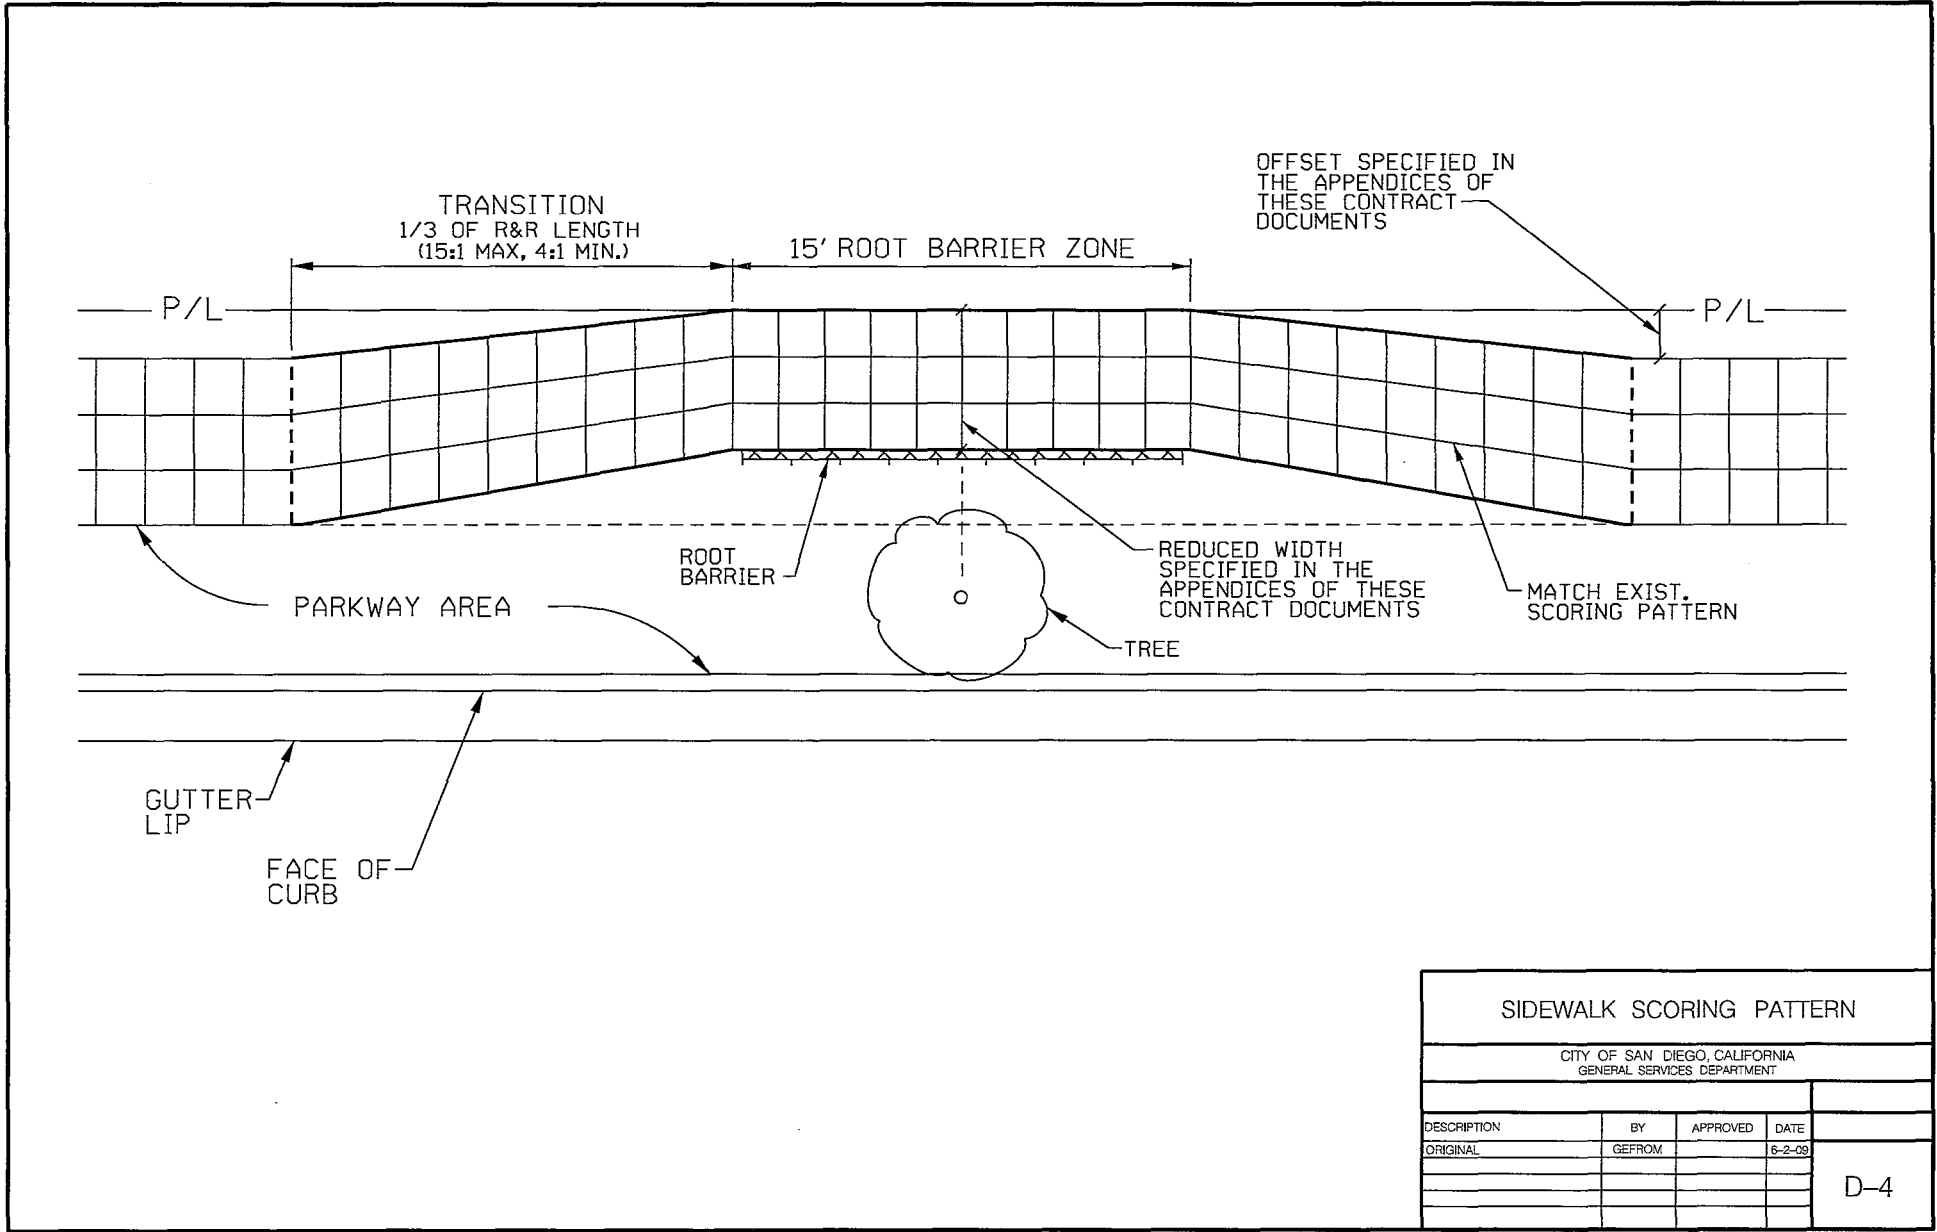 OFFSET SPECIFIED IN
THE APPENDICES OF
THESE CONTRACT
DOCUMENTS
TRANSITION
1/3 OF R&R LENGTH
(15:1 MAX, 4:1 MIN.)
15' ROOT BARRIER ZONE
P/L
P/L
ROOT
BARRIER
REDUCED WIDTH
SPECIFIED IN THE
APPENDICES OF THESE
CONTRACT DOCUMENTS
MATCH EXIST.
SCORING PATTERN
PARKWAY AREA
TREE
GUTTER
LIP
FACE OF
CURB
SIDEWALK SCORING PATTERN
CITY OF SAN DIEGO, CALIFORNIA
GENERAL SERVICES DEPARTMENT
DESCRIPTION BY APPROVED DATE
ORIGINAL GEFROM 6-2-09
D-4